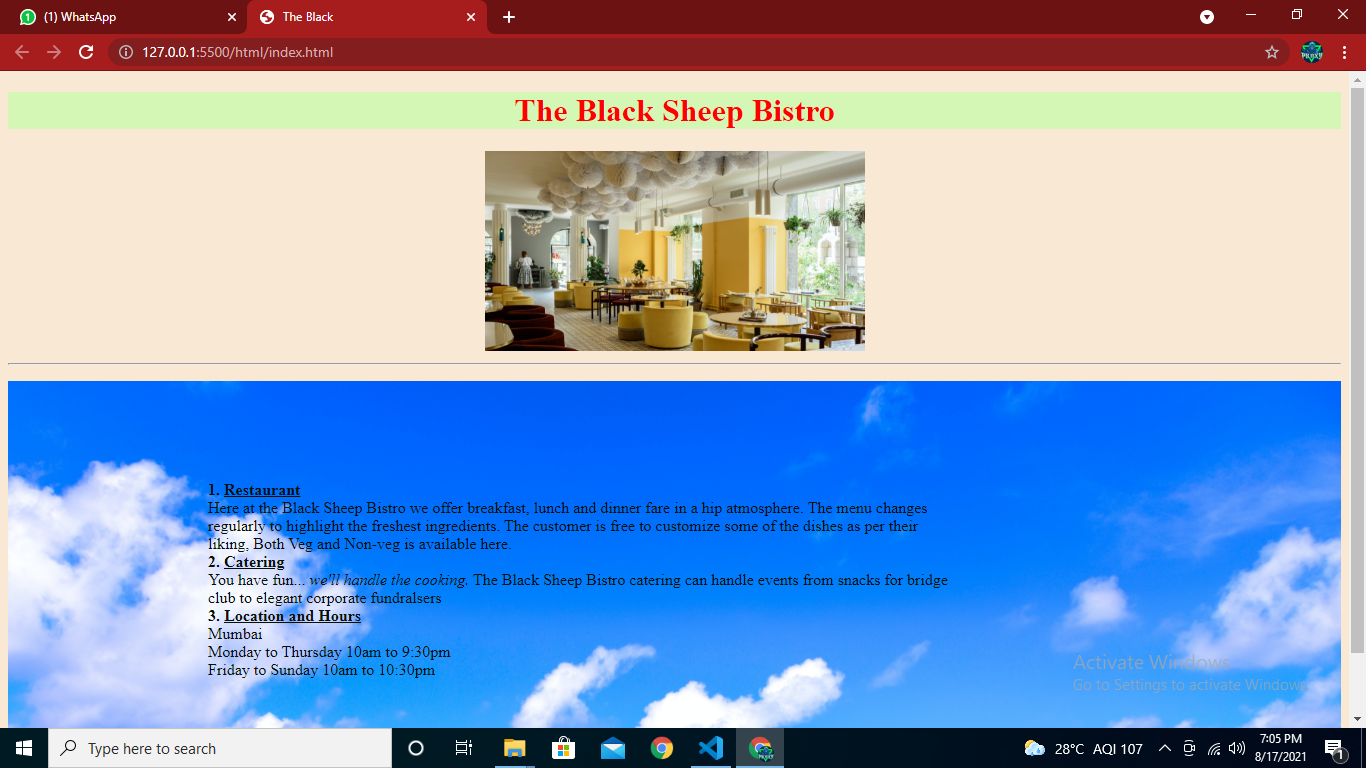 (1) WhatsApp
The Black
127.0.0.1:5500/html/index.html
The Black Sheep Bistro
1. Restaurant
Here at the Black Sheep Bistro we offer breakfast, lunch and dinner fare in a hip atmosphere. The menu changes
regularly to highlight the freshest ingredients. The customer is free to customize some of the dishes as per their
liking, Both Veg and Non-veg is available here.
2. Catering
You have fun... we'll handle the cooking. The Black Sheep Bistro catering can handle events from snacks for bridge
club to elegant corporate fundralsers
3. Location and Hours
Mumbai
Monday to Thursday 10am to 9:30pm
Friday to Sunday 10am to 10:30pm
Activate Windows
Go to Settings to activate Windows.
Type here to search
28°C AQI 107
7:05 PM
8/17/2021
1